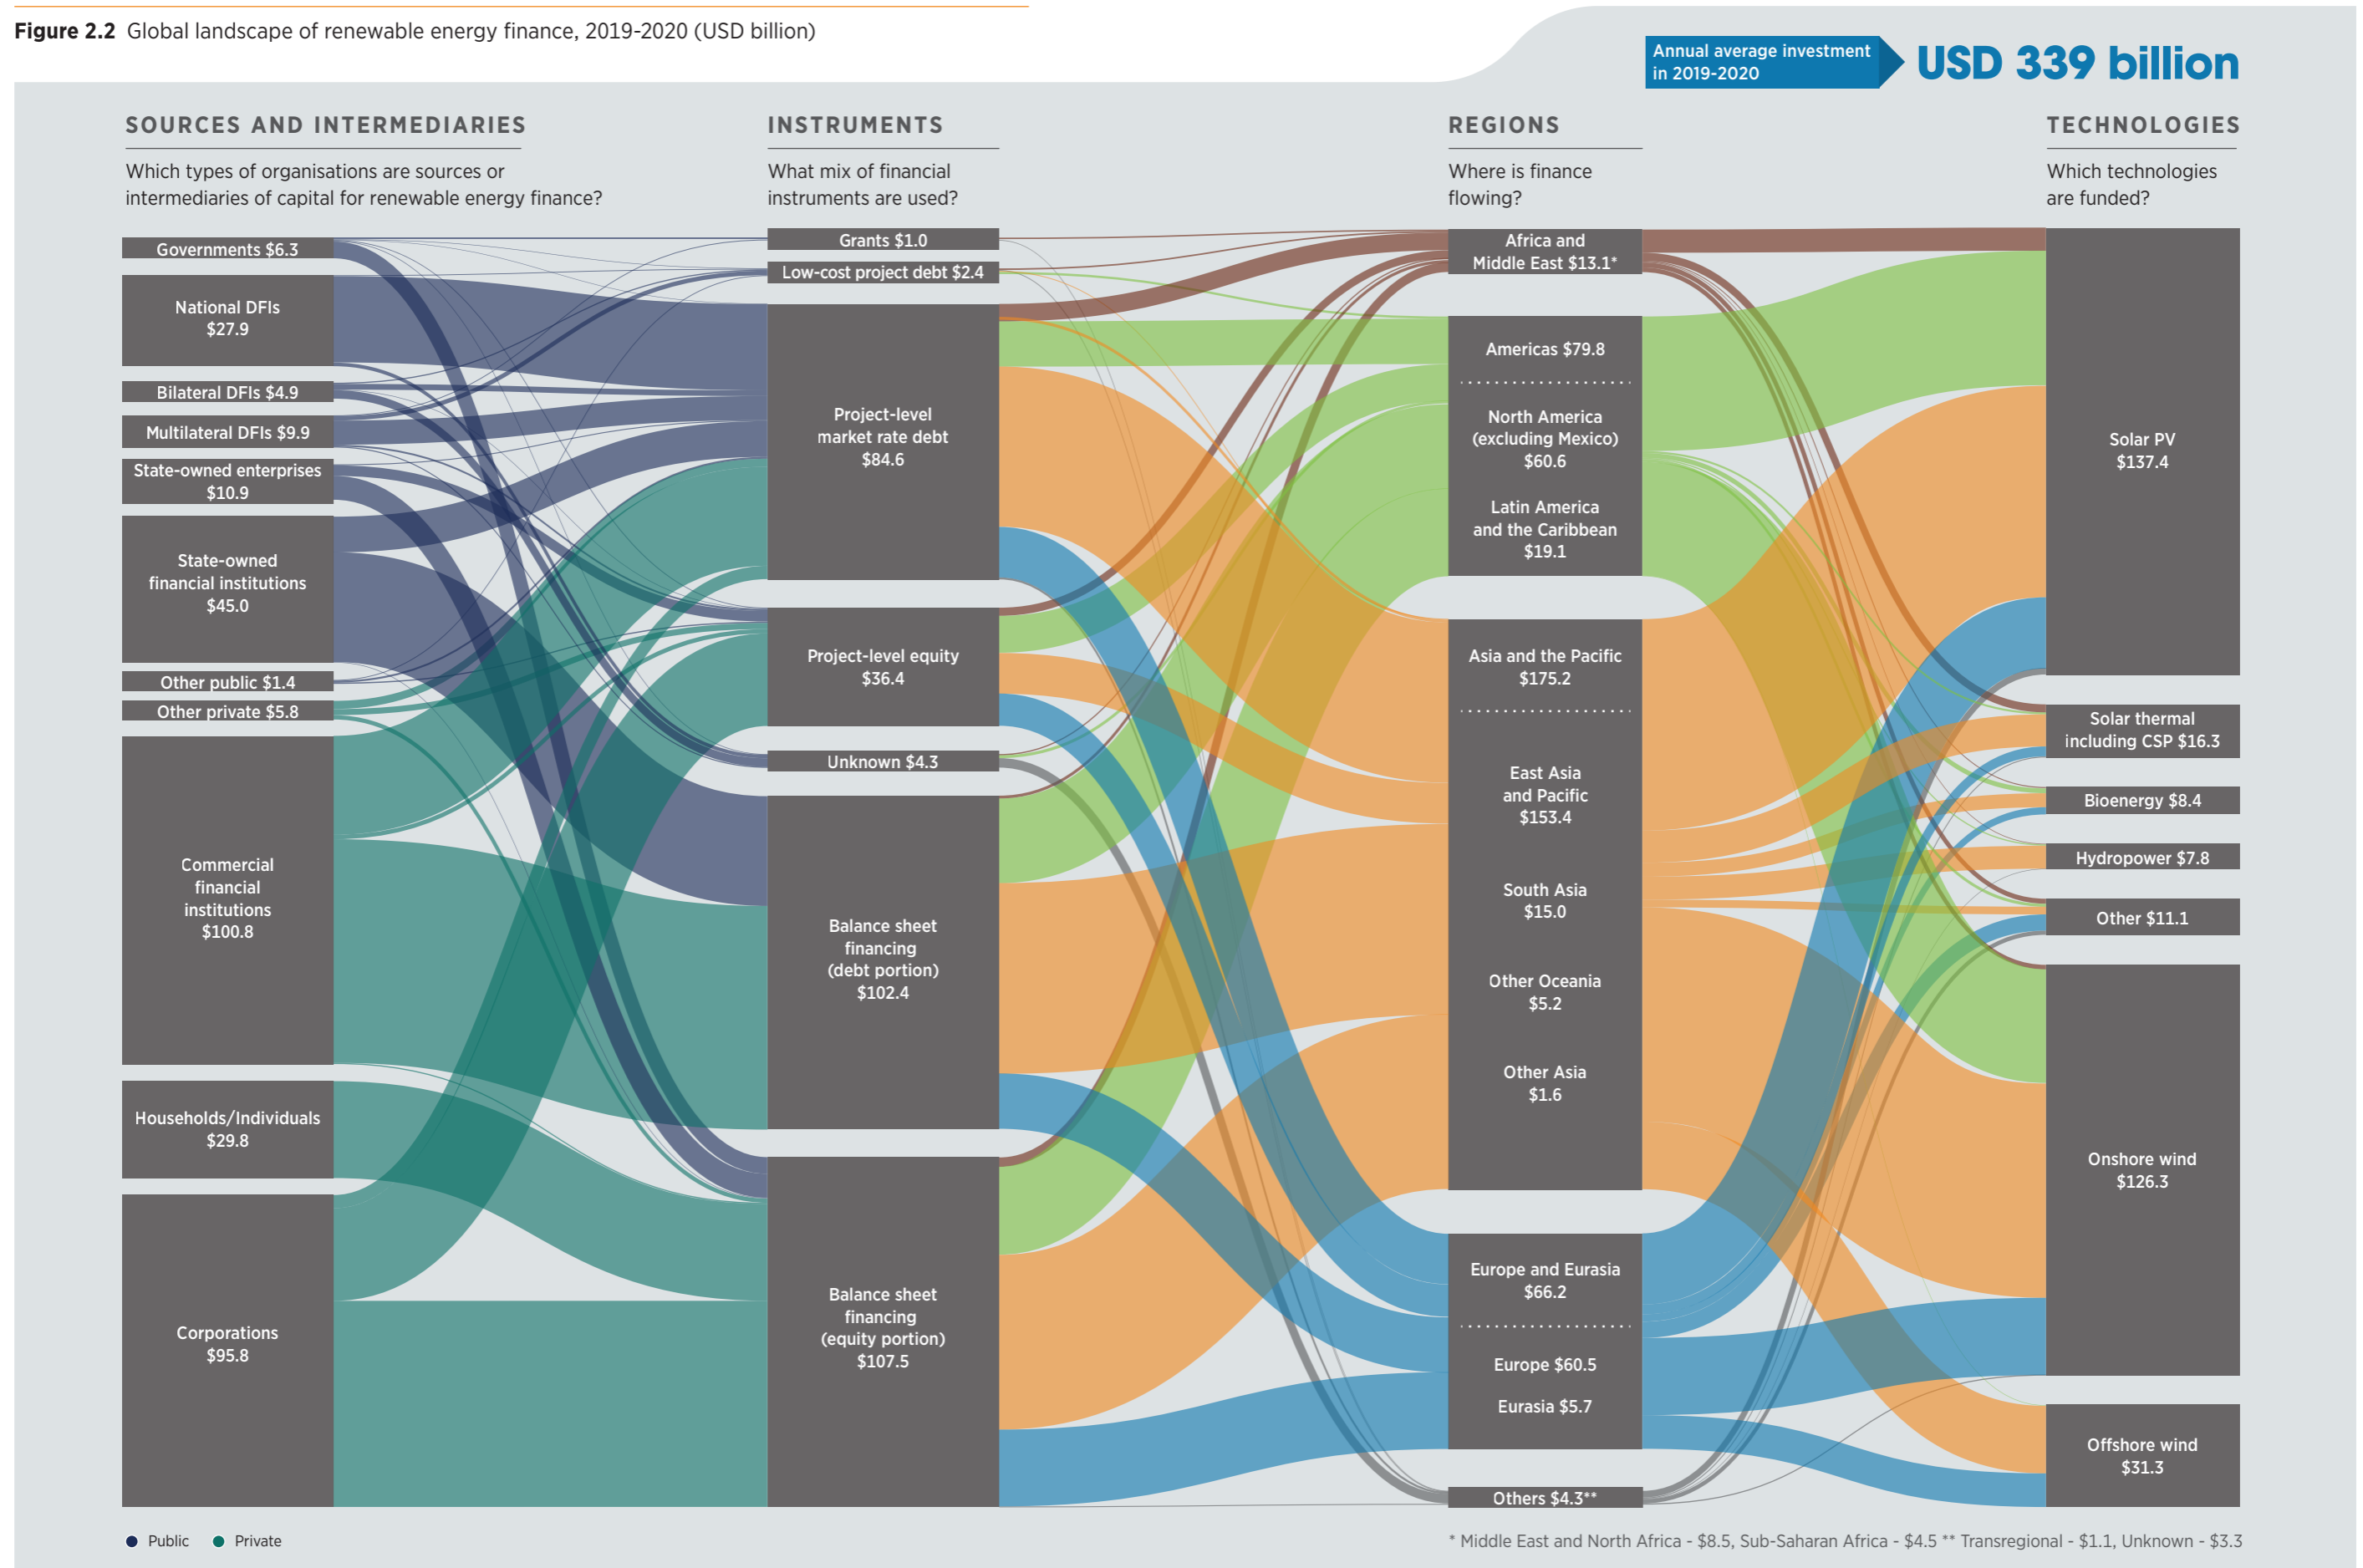 Figure 2.2 Global landscape of renewable energy finance, 2019-2020 (USD billion)
Annual average investment
in 2019-2020
USD 339 billion
SOURCES AND INTERMEDIARIES
Which types of organisations are sources or
intermediaries of capital for renewable energy finance?
Governments $6.3
National DFIs
$27.9
Bilateral DFIs $4.9
Multilateral DFIs $9.9
State-owned enterprises
$10.9
State-owned
financial institutions
$45.0
Other public $1.4
Other private $5.8
Commercial
financial
institutions
$100.8
Households/Individuals
$29.8
Corporations
$95.8
INSTRUMENTS
What mix of financial
instruments are used?
Grants $1.0
Low-cost project debt $2.4
Project-level
market rate debt
$84.6
Project-level equity
$36.4
Unknown $4.3
Balance sheet
financing
(debt portion)
$102.4
Balance sheet
financing
(equity portion)
$107.5
REGIONS
Where is finance
flowing?
Africa and
Middle East $13.1*
Americas $79.8
North America
(excluding Mexico)
$60.6
Latin America
and the Caribbean
$19.1
Asia and the Pacific
$175.2
East Asia
and Pacific
$153.4
South Asia
$15.0
Other Oceania
$5.2
Other Asia
$1.6
Europe and Eurasia
$66.2
Europe $60.5
Eurasia $5.7
Others $4.3**
TECHNOLOGIES
Which technologies
are funded?
Solar PV
$137.4
Solar thermal
including CSP $16.3
Bioenergy $8.4
Hydropower $7.8
Other $11.1
Onshore wind
$126.3
Offshore wind
$31.3
Public
Private
* Middle East and North Africa - $8.5, Sub-Saharan Africa - $4.5 ** Transregional - $1.1, Unknown - $3.3